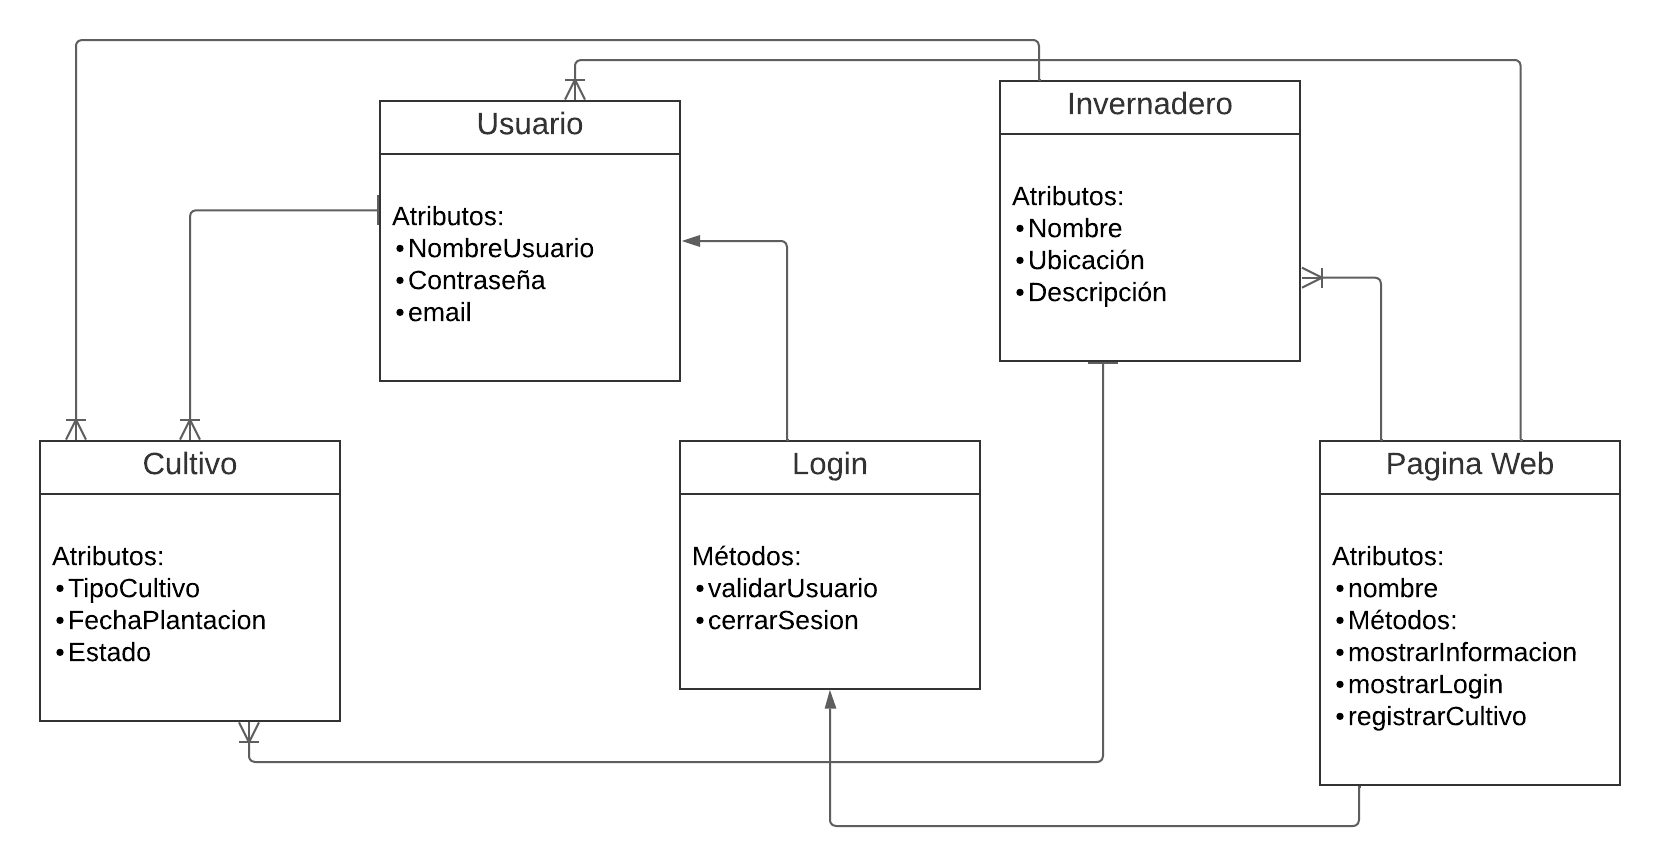 Usuario
Atributos:
•NombreUsuario
•Contraseña
•email
Invernadero
Atributos:
•Nombre
•Ubicación
•Descripción
Cultivo
Atributos:
•TipoCultivo
•FechaPlantacion
•Estado
Login
Métodos:
•validarUsuario
•cerrarSesion
Pagina Web
Atributos:
•nombre
•Métodos:
•mostrarInformacion
•mostrarLogin
•registrarCultivo